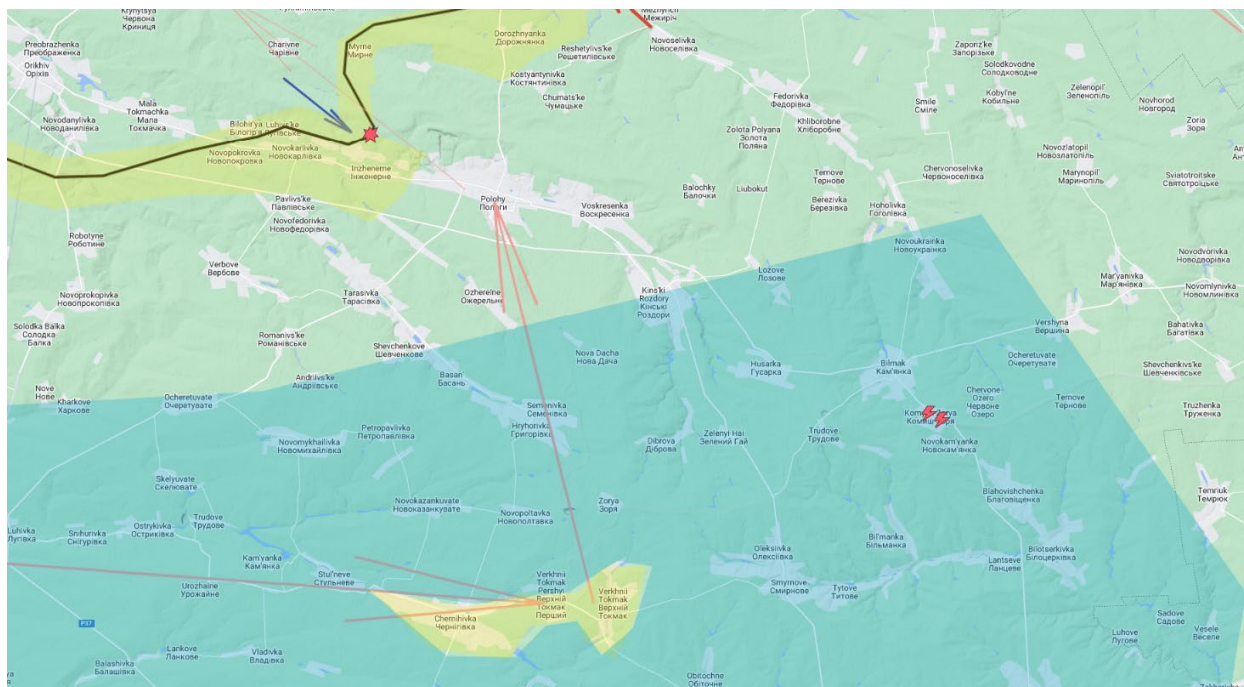 Krynytsya
Червона
Криниця
Mezhyrich
Межиріч
Preobrazhenka
Преображенка
Orikhiv
Оріхів
Charivne
Чарівне
Myrne
Мирне
Dorozhnyanka
Дорожнянка
Reshetylivs'ke
Решетилівське
Novoselivka
Новоселівка
Zaporiz'ke
Запорізьке
Solodkovodne
Солодководне
Kostyantynivka
Костянтинівка
Chumats'ke
Чумацьке
Fedorivka
Федорівка
Smile
Сміле
Kobyl'ne
Кобильне
Zelenopil'
Зеленопіль
Novhorod
Новгород
Mala
Tokmachka
Мала
Токмачка
Novodanylivka
Новоданилівка
Khliborobne
Хлібо­робне
Zoria
Зоря
Zolota Polyana
Золота
Поляна
Novopokrovka
Новопокровка
Novokarlivka
Новокарлівка
Inzhenerne
Інженерне
Novozlatopil
Новозлатопіль
Chervonoselivka
Червоноселівка
Marynopil'
Маринопіль
Sviatotroitske
Святотроїцьке
Balochky
Балочки
Liubokut
Ternove
Тернове
Berezivka
Березівка
Pavlivs'ke
Павлівське
Novofedorivka
Новофедорівка
Polohy
Пологи
Voskresenka
Воскресенка
Hoholivka
Гоголівка
Robotyne
Роботине
Novoukrainka
Новоукраїнка
Novodvorivka
Новодворівка
Verbove
Вербове
Lozove
Лозове
Mar'yanivka
Мар'янівка
Novomlynivka
Новомлинівка
Novoprokopivka
Новопрокопівка
Tarasivka
Тарасівка
Kins'ki
Rozdory
Кінські
Роздори
Solodka Balka
Солодка
Балка
Romanivs'ke
Романівське
Shevchenkove
Шевченкове
Vershyna
Вершина
Bahativka
Багатівка
Nova Dacha
Нова Дача
Husarka
Гусарка
Bilmak
Кам'янка
Ocheretuvate
Очеретувате
Shevchenkivs'ke
Шевченківське
Nove
Нове
Kharkove
Харкове
Ocheretuvate
Очеретувате
Andriivs'ke
Андріївське
Basan'
Басань
Chervone
Ozero
Червоне
Озеро
Ternove
Тернове
Truzhenka
Труженка
Semenivka
Семенівка
Hryhorivka
Григорівка
Petropavlivka
Петропавлівка
Novomykhailivka
Новомихайлівка
Dibrova
Діброва
Zelenyi Hai
Зелений Гай
Trudove
Трудове
Novokam'yanka
Новокам'янка
Skelyuvate
Скелювате
Blahovishchenka
Благовіщенка
Temriuk
Темрюк
Novokazankuvate
Новоказанкувате
Novopoltavka
Новополтавка
Zorya
Зоря
Trudove
Трудове
Ostrykivka
Остриківка
Snihurivka
Снігурівка
Luhivka
Лугівка
Bil'manka
Більманка
Bilotserkivka
Білоцерківка
Oleksiivka
Олексіївка
Lantseve
Ланцеве
Kam'yanka
Кам'янка
Stul'neve
Стульневе
Urozhaine
Урожайне
Smyrnove
Смирнове
Tytove
Титове
Verkhnii
Tokmak
Pershyi
Верхній
Токмак
Перший
Verkhnii
Tokmak
Верхній
Токмак
Chernihivka
Чернігівка
P37
Sadove
Садове
Luhove
Лугове
Vesele
Веселе
Lankove
Ланкове
Vladivka
Владівка
Balashivka
Балашівка
Obitochne
Обіточне